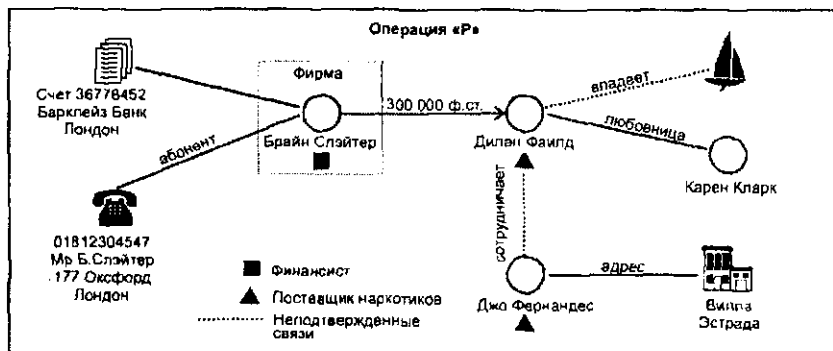 Операция «Р»
Счет 36778452
Барклейз Банк
Лондон
Фирма
Брайн Слэйтер
300 000 ф.ст.
Дилан Фаилд
владеет
любовница
Карен Кларк
абонент
01812304547
Мр Б.Слэйтер
177 Оксфорд
Лондон
сотрудничает
Джо Фернандес
адрес
Вилла
Эстрада
Финансист
Поставщик наркотиков
Неподтвержденные
связи